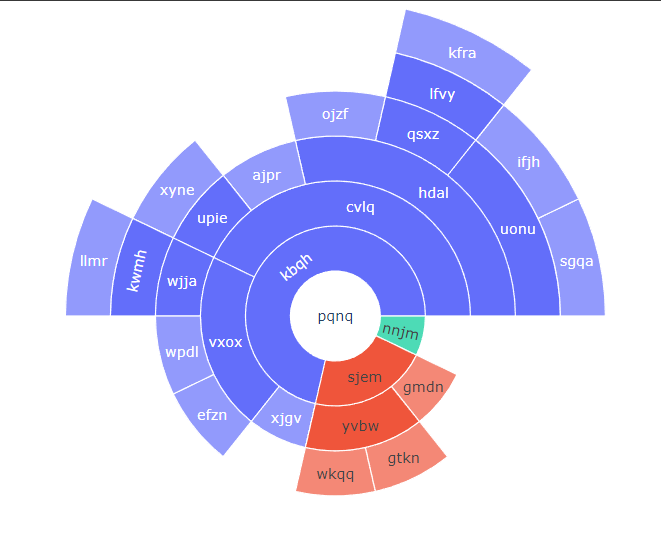 kfra
lfvy
ojzf
qsxz
ifjh
ajpr
xyne
hdal
cvlq
upie
uonu
llmr
kwmh
wjja
kbqh
sgqa
pqnq
nnjm
vxox
wpdl
sjem
gmdn
efzn
xjgv
yvbw
gtkn
wkqq